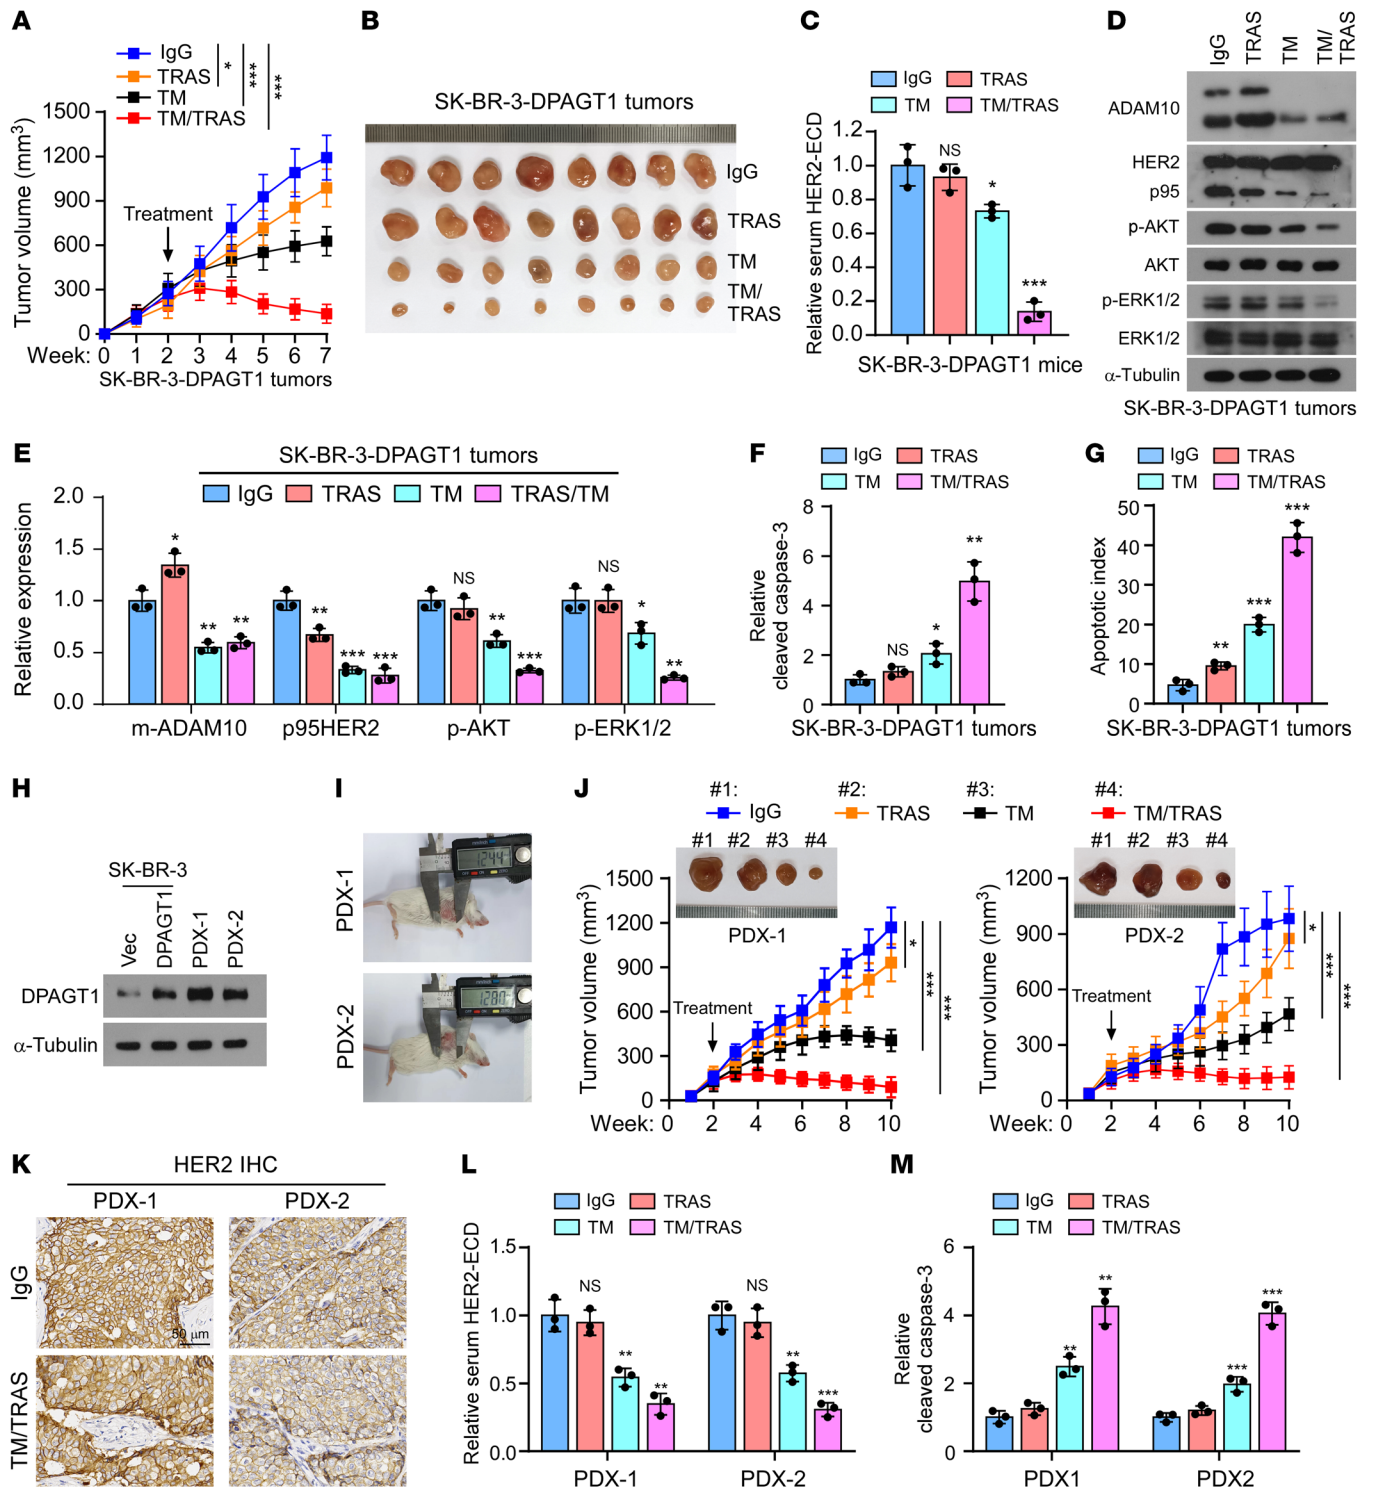 A
IgG
TRAS
TM
TM/TRAS
*
***
***
Tumor volume (mm3)
1500
1200
900
600
300
0
Treatment
Week: 0 1 2 3 4 5 6 7
SK-BR-3-DPAGT1 tumors
B
SK-BR-3-DPAGT1 tumors
IgG
TRAS
TM
TM/
TRAS
C
IgG TRAS
TM TM/TRAS
Relative serum HER2-ECD
1.2
1.0
0.8
0.6
0.4
0.2
0.0
NS
*
***
SK-BR-3-DPAGT1 mice
D
IgG
TRAS
TM
TM/
TRAS
ADAM10
HER2
p95
p-AKT
AKT
p-ERK1/2
ERK1/2
α-Tubulin
SK-BR-3-DPAGT1 tumors
E
SK-BR-3-DPAGT1 tumors
IgG TRAS TM TRAS/TM
Relative expression
2.0
1.5
1.0
0.5
0.0
* ** **
** *** ***
NS ** ***
NS * **
m-ADAM10 p95HER2 p-AKT p-ERK1/2
F
IgG TRAS
TM TM/TRAS
Relative
cleaved caspase-3
8
6
4
2
0
NS * **
SK-BR-3-DPAGT1 tumors
G
IgG TRAS
TM TM/TRAS
Apoptotic index
50
40
30
20
10
0
** *** ***
SK-BR-3-DPAGT1 tumors
H
SK-BR-3
Vec
DPAGT1
PDX-1
PDX-2
DPAGT1
α-Tubulin
I
PDX-1
1244
PDX-2
1280
J
#1: #2: #3: #4:
IgG TRAS TM TM/TRAS
#1 #2 #3 #4
PDX-1
Tumor volume (mm3)
1500
1200
900
600
300
0
Treatment
*
***
***
Week: 0 2 4 6 8 10
#1 #2 #3 #4
PDX-2
Tumor volume (mm3)
1200
900
600
300
0
Treatment
*
***
***
Week: 0 2 4 6 8 10
K
HER2 IHC
PDX-1 PDX-2
IgG
50 μm
TM/TRAS
L
IgG TRAS
TM TM/TRAS
Relative serum HER2-ECD
1.5
1.0
0.5
0.0
NS ** **
NS ** ***
PDX-1 PDX-2
M
IgG TRAS
TM TM/TRAS
Relative
cleaved caspase-3
6
4
2
0
** **
*** ***
PDX1 PDX2